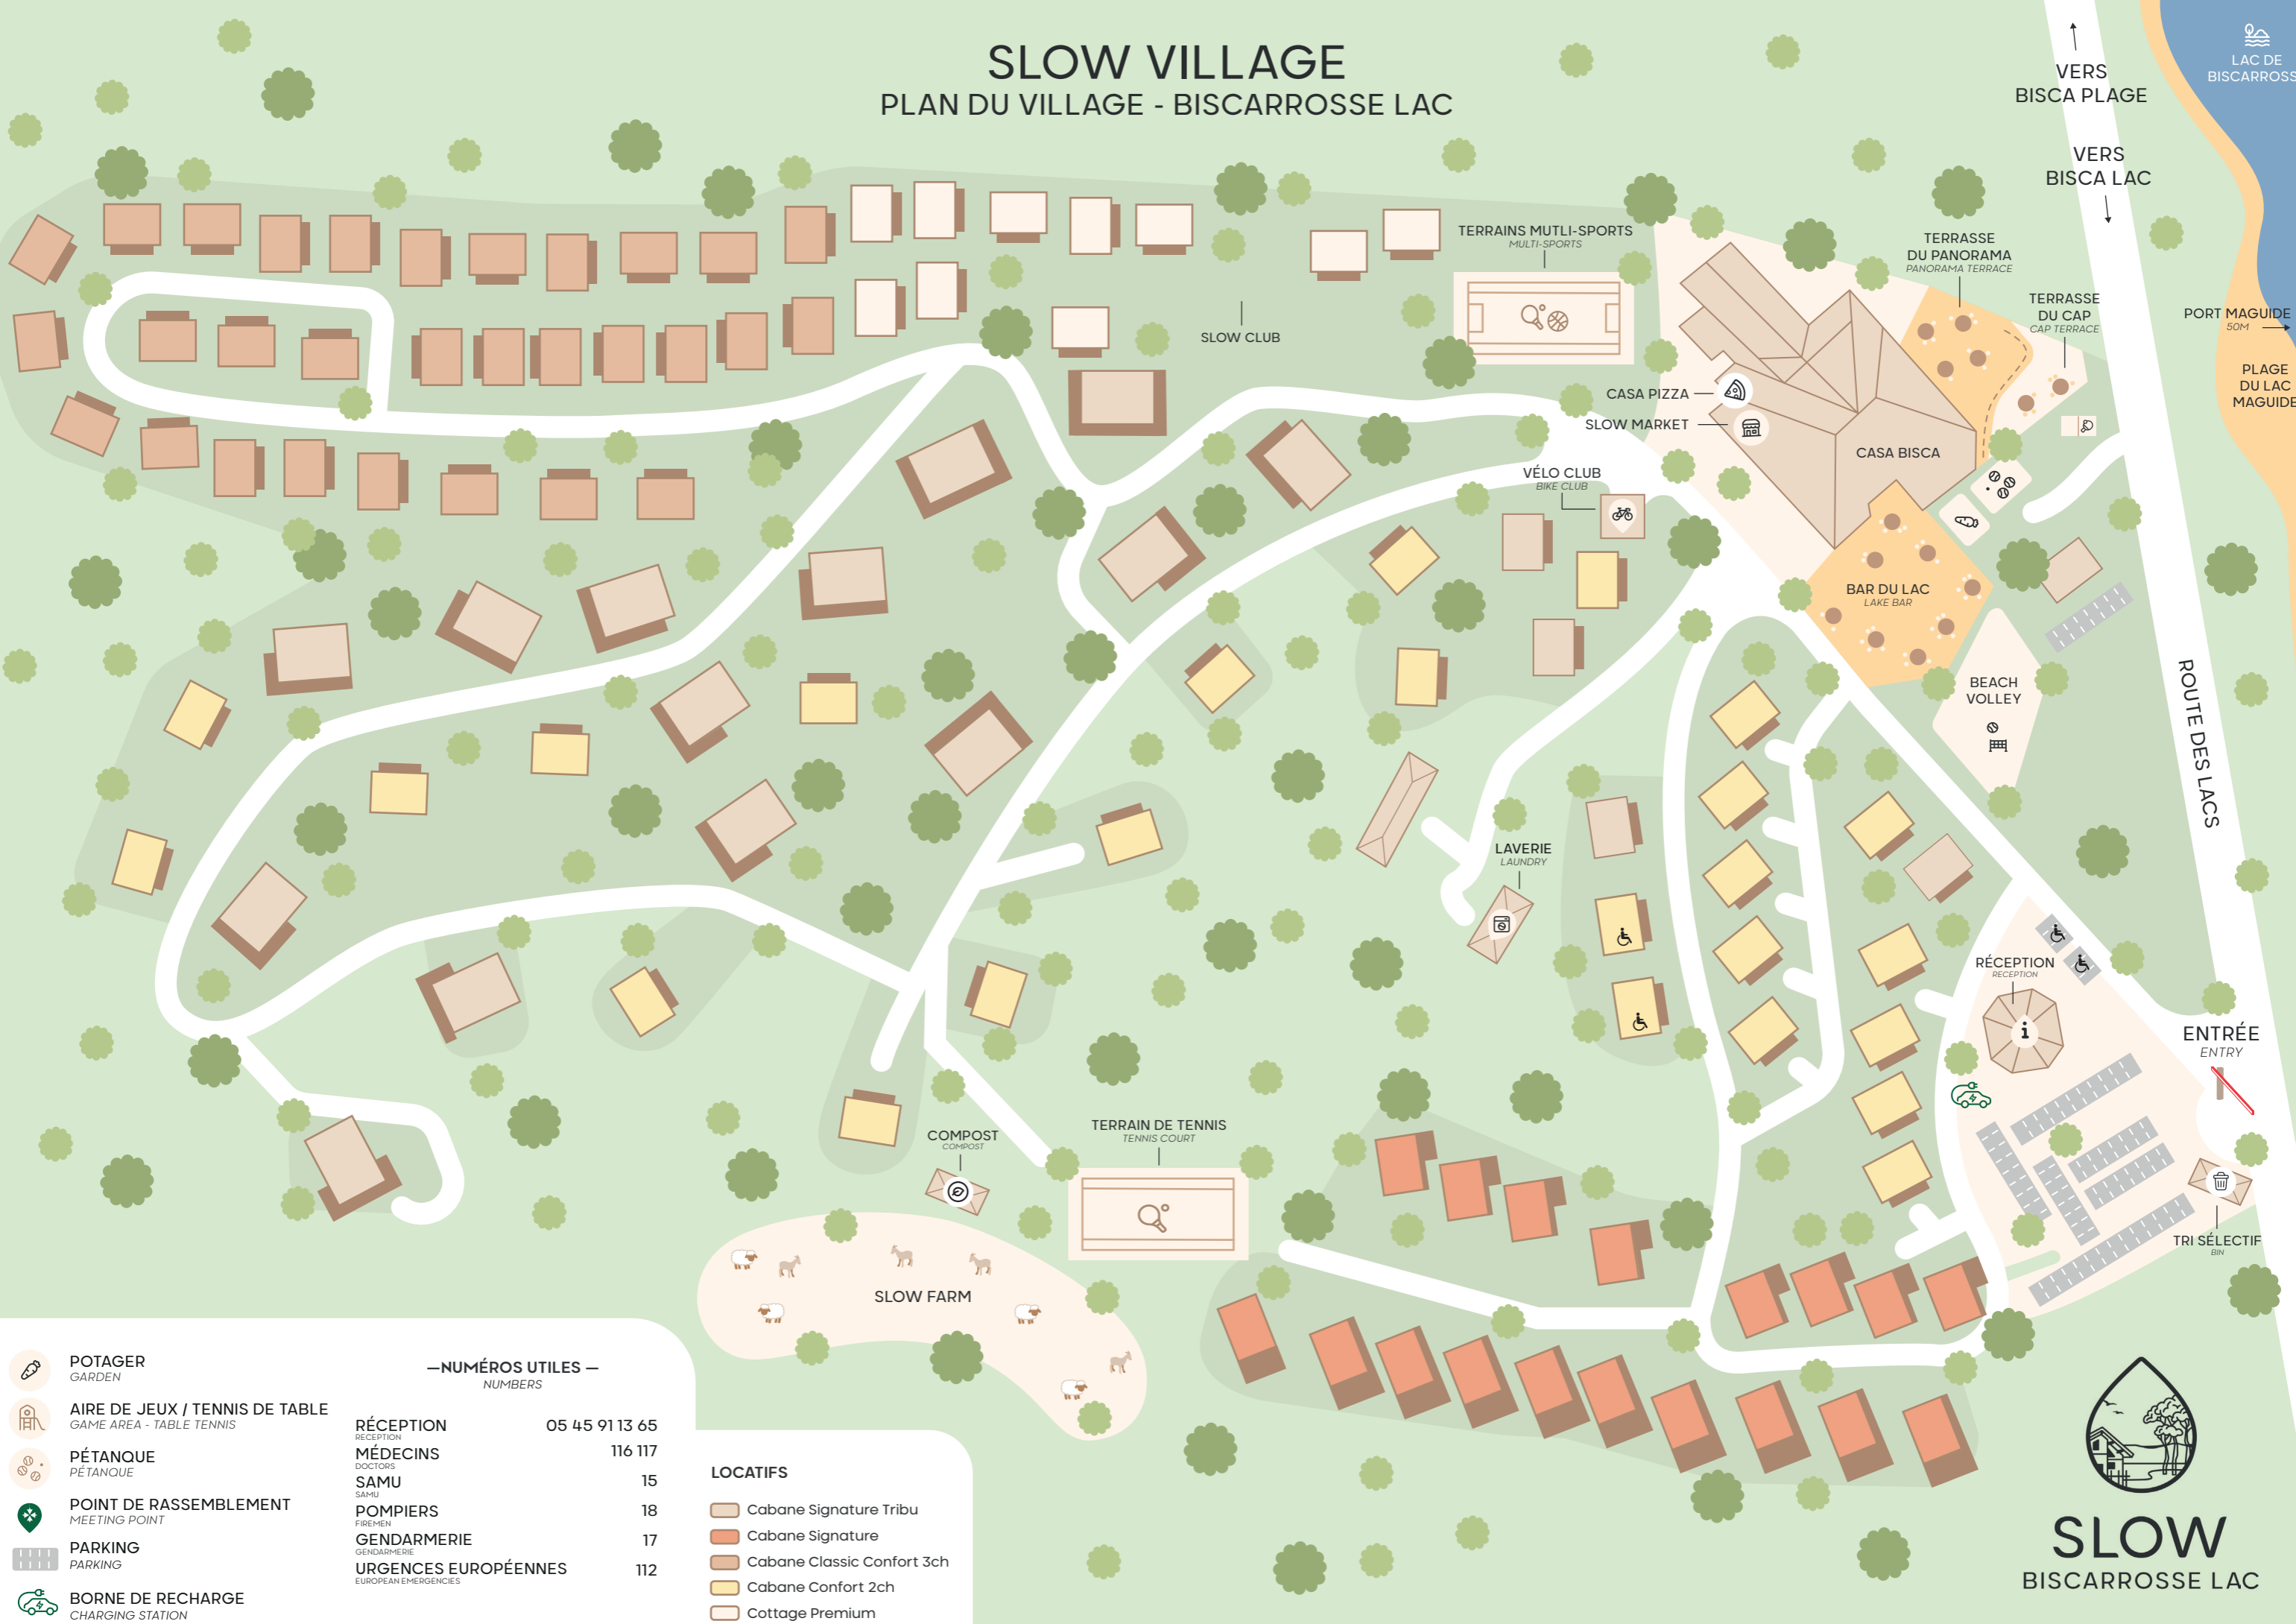 SLOW VILLAGE
PLAN DU VILLAGE - BISCARROSSE LAC
LAC DE
BISCARROSS
VERS
BISCA PLAGE
VERS
BISCA LAC
TERRAINS MUTLI-SPORTS
MULTI-SPORTS
TERRASSE
DU PANORAMA
PANORAMA TERRACE
TERRASSE
DU CAP
CAP TERRACE
PORT MAGUIDE
50M
PLAGE
DU LAC
MAGUIDE
SLOW CLUB
CASA PIZZA
SLOW MARKET
CASA BISCA
VÉLO CLUB
BIKE CLUB
BAR DU LAC
LAKE BAR
BEACH
VOLLEY
ROUTE DES LACS
LAVERIE
LAUNDRY
RÉCEPTION
RECEPTION
ENTRÉE
ENTRY
COMPOST
COMPOST
TERRAIN DE TENNIS
TENNIS COURT
TRI SÉLECTIF
BIN
SLOW FARM
POTAGER
GARDEN
AIRE DE JEUX / TENNIS DE TABLE
GAME AREA - TABLE TENNIS
PÉTANQUE
PÉTANQUE
POINT DE RASSEMBLEMENT
MEETING POINT
PARKING
PARKING
BORNE DE RECHARGE
CHARGING STATION
—NUMÉROS UTILES —
NUMBERS
RÉCEPTION 05 45 91 13 65
RECEPTION
MÉDECINS 116 117
DOCTORS
SAMU 15
SAMU
POMPIERS 18
FIREMEN
GENDARMERIE 17
GENDARMERIE
URGENCES EUROPÉENNES 112
EUROPEAN EMERGENCIES
LOCATIFS
Cabane Signature Tribu
Cabane Signature
Cabane Classic Confort 3ch
Cabane Confort 2ch
Cottage Premium
SLOW
BISCARROSSE LAC